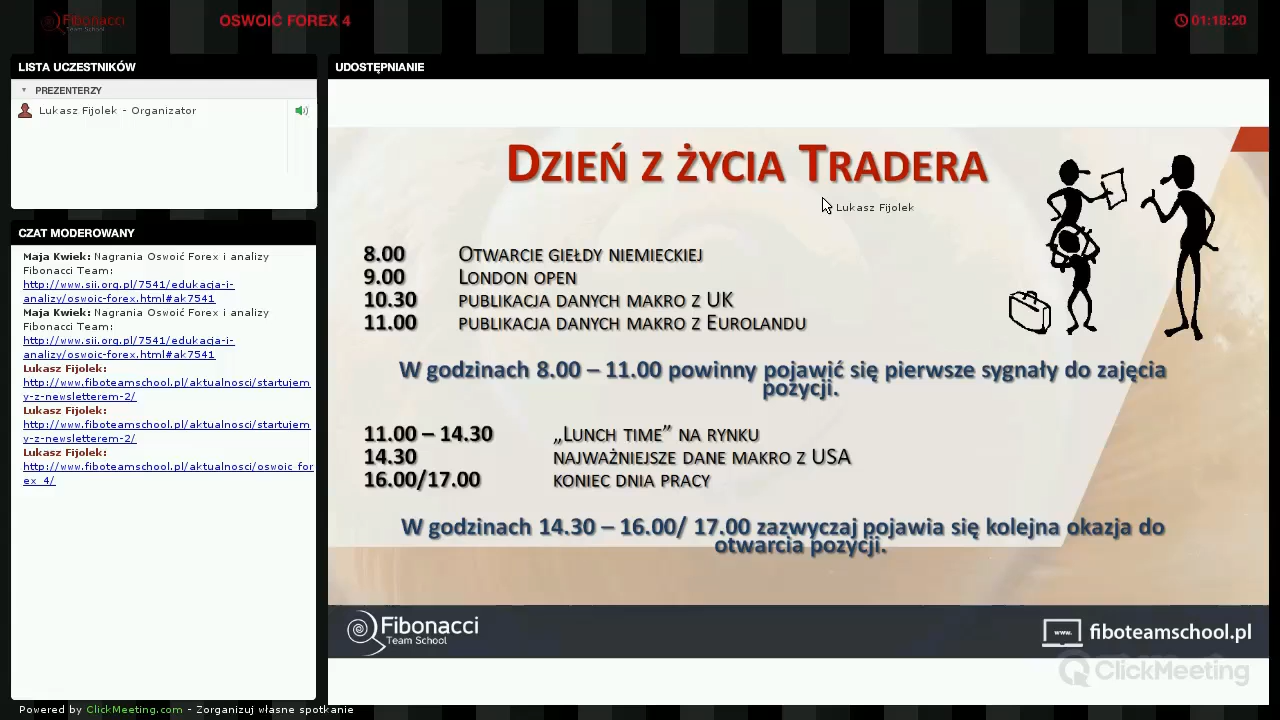 Fibonacci
Team School
OSWOIĆ FOREX 4
01:18:20
LISTA UCZESTNIKÓW
PREZENTERZY
Lukasz Fijolek - Organizator
CZAT MODEROWANY
Maja Kwiek: Nagrania Oswoić Forex i analizy
Fibonacci Team:
http://www.sii.org.pl/7541/edukacja-i-
analizy/oswoic-forex.html#ak7541
Maja Kwiek: Nagrania Oswoić Forex i analizy
Fibonacci Team:
http://www.sii.org.pl/7541/edukacja-i-
analizy/oswoic-forex.html#ak7541
Lukasz Fijolek:
http://www.fiboteamschool.pl/aktualnosci/startujem
y-z-newsletterem-2/
Lukasz Fijolek:
http://www.fiboteamschool.pl/aktualnosci/startujem
y-z-newsletterem-2/
Lukasz Fijolek:
http://www.fiboteamschool.pl/aktualnosci/oswoic_for
ex_4/
UDOSTĘPNIANIE
DZIEŃ Z ŻYCIA TRADERA
Lukasz Fijolek
8.00 OTWARCIE GIEŁDY NIEMIECKIEJ
9.00 LONDON OPEN
10.30 PUBLIKACJA DANYCH MAKRO Z UK
11.00 PUBLIKACJA DANYCH MAKRO Z EUROLANDU
W godzinach 8.00 – 11.00 powinny pojawić się pierwsze sygnały do zajęcia
pozycji.
11.00 – 14.30 „LUNCH TIME” NA RYNKU
14.30 NAJWAŻNIEJSZE DANE MAKRO Z USA
16.00/17.00 KONIEC DNIA PRACY
W godzinach 14.30 – 16.00/ 17.00 zazwyczaj pojawia się kolejna okazja do
otwarcia pozycji.
Fibonacci
Team School
www.
fiboteamschool.pl
ClickMeeting
Powered by ClickMeeting.com - Zorganizuj własne spotkanie